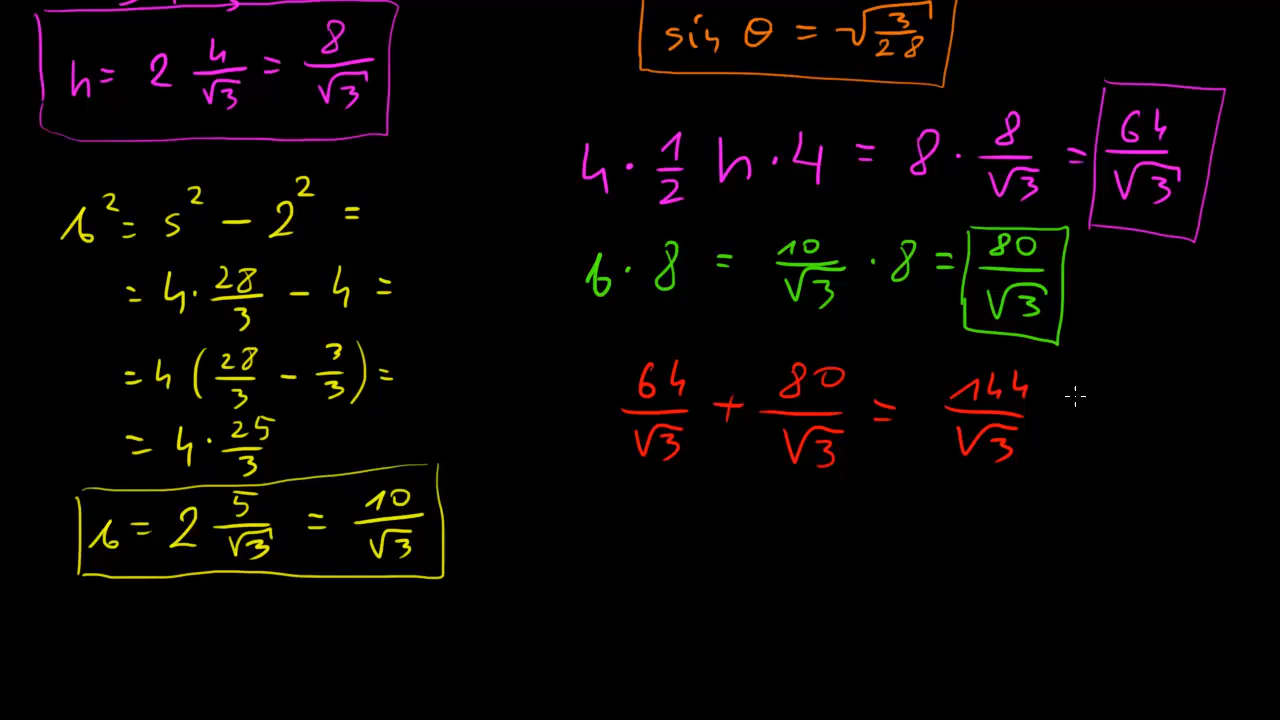 h = 2 4/√3 = 8/√3
b² = s² - 2² =
= 4 · 28/3 - 4 =
= 4 (28/3 - 3/3) =
= 4 · 25/3
b = 2 5/√3 = 10/√3
sin θ = √(3/28)
4 · 1/2 h · 4 = 8 · 8/√3 = 64/√3
b · 8 = 10/√3 · 8 = 80/√3
64/√3 + 80/√3 = 144/√3